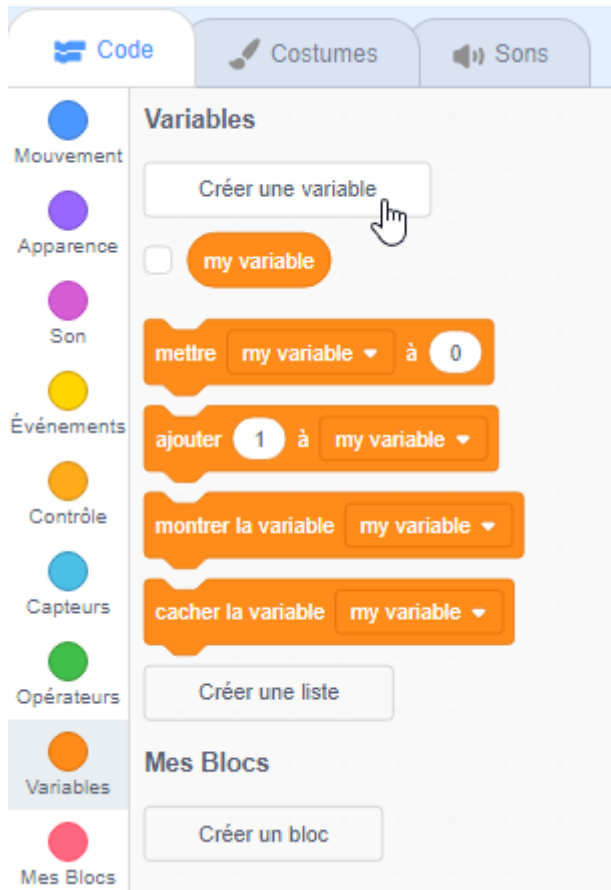 Code
Costumes
Sons
Mouvement
Apparence
Son
Événements
Contrôle
Capteurs
Opérateurs
Variables
Mes Blocs
Variables
Créer une variable
my variable
mettre my variable à 0
ajouter 1 à my variable
montrer la variable my variable
cacher la variable my variable
Créer une liste
Mes Blocs
Créer un bloc